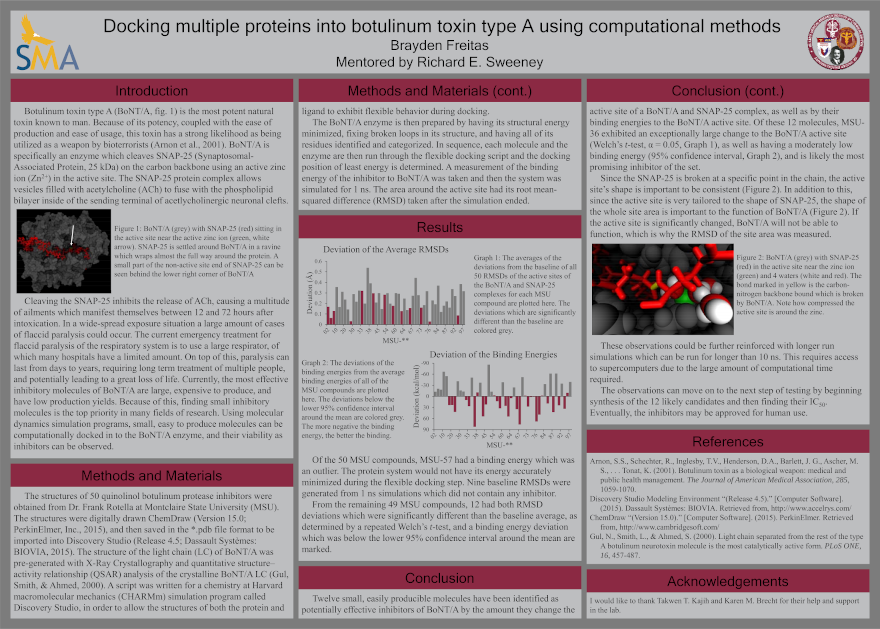 SMA
Docking multiple proteins into botulinum toxin type A using computational methods
Brayden Freitas
Mentored by Richard E. Sweeney
Introduction
Botulinum toxin type A (BoNT/A, fig. 1) is the most potent natural
toxin known to man. Because of its potency, coupled with the ease of
production and ease of usage, this toxin has a strong likelihood as being
utilized as a weapon by bioterrorists (Arnon et al., 2001). BoNT/A is
specifically an enzyme which cleaves SNAP-25 (Synaptosomal-
Associated Protein, 25 kDa) on the carbon backbone using an active zinc
ion (Zn²⁺) in the active site. The SNAP-25 protein complex allows
vesicles filled with acetylcholine (ACh) to fuse with the phospholipid
bilayer inside of the sending terminal of acetylcholinergic neuronal clefts.
Figure 1: BoNT/A (grey) with SNAP-25 (red) sitting in
the active site near the active zinc ion (green, white
arrow). SNAP-25 is settled around BoNT/A in a ravine
which wraps almost the full way around the protein. A
small part of the non-active site end of SNAP-25 can be
seen behind the lower right corner of BoNT/A
Cleaving the SNAP-25 inhibits the release of ACh, causing a multitude
of ailments which manifest themselves between 12 and 72 hours after
intoxication. In a wide-spread exposure situation a large amount of cases
of flaccid paralysis could occur. The current emergency treatment for
flaccid paralysis of the respiratory system is to use a large respirator, of
which many hospitals have a limited amount. On top of this, paralysis can
last from days to years, requiring long term treatment of multiple people,
and potentially leading to a great loss of life. Currently, the most effective
inhibitory molecules of BoNT/A are large, expensive to produce, and
have low production yields. Because of this, finding small inhibitory
molecules is the top priority in many fields of research. Using molecular
dynamics simulation programs, small, easy to produce molecules can be
computationally docked in to the BoNT/A enzyme, and their viability as
inhibitors can be observed.
Methods and Materials
The structures of 50 quinolinol botulinum protease inhibitors were
obtained from Dr. Frank Rotella at Montclaire State University (MSU).
The structures were digitally drawn ChemDraw (Version 15.0;
PerkinElmer, Inc., 2015), and then saved in the *.pdb file format to be
imported into Discovery Studio (Release 4.5; Dassault Systèmes:
BIOVIA, 2015). The structure of the light chain (LC) of BoNT/A was
pre-generated with X-Ray Crystallography and quantitative structure–
activity relationship (QSAR) analysis of the crystalline BoNT/A LC (Gul,
Smith, & Ahmed, 2000). A script was written for a chemistry at Harvard
macromolecular mechanics (CHARMm) simulation program called
Discovery Studio, in order to allow the structures of both the protein and
Methods and Materials (cont.)
ligand to exhibit flexible behavior during docking.
The BoNT/A enzyme is then prepared by having its structural energy
minimized, fixing broken loops in its structure, and having all of its
residues identified and categorized. In sequence, each molecule and the
enzyme are then run through the flexible docking script and the docking
position of least energy is determined. A measurement of the binding
energy of the inhibitor to BoNT/A was taken and then the system was
simulated for 1 ns. The area around the active site had its root mean-
squared difference (RMSD) taken after the simulation ended.
Results
Deviation of the Average RMSDs
Deviation (Å)
0.6
0.5
0.4
0.3
0.2
0.1
0
MSU-**
Graph 1: The averages of the
deviations from the baseline of all
50 RMSDs of the active sites of
the BoNT/A and SNAP-25
complexes for each MSU
compound are plotted here. The
deviations which are significantly
different than the baseline are
colored grey.
Graph 2: The deviations of the
binding energies from the
average binding energies of all of the
MSU compounds are plotted
here. The deviations below the
lower 95% confidence interval
around the mean are colored grey.
The more negative the binding
energy, the better the binding.
Deviation of the Binding Energies
Deviation (kcal/mol)
-90
-60
-30
0
30
60
90
MSU-**
Of the 50 MSU compounds, MSU-57 had a binding energy which was
an outlier. The protein system would not have its energy accurately
minimized during the flexible docking step. Nine baseline RMSDs were
generated from 1 ns simulations which did not contain any inhibitor.
From the remaining 49 MSU compounds, 12 had both RMSD
deviations which were significantly different than the baseline average, as
determined by a repeated Welch's t-test, and a binding energy deviation
which was below the lower 95% confidence interval around the mean are
marked.
Conclusion
Twelve small, easily producible molecules have been identified as
potentially effective inhibitors of BoNT/A by the amount they change the
Conclusion (cont.)
active site of a BoNT/A and SNAP-25 complex, as well as by their
binding energies to the BoNT/A active site. Of these 12 molecules, MSU-
36 exhibited an exceptionally large change to the BoNT/A active site
(Welch's t-test, α = 0.05, Graph 1), as well as having a moderately low
binding energy (95% confidence interval, Graph 2), and is likely the most
promising inhibitor of the set.
Since the SNAP-25 is broken at a specific point in the chain, the active
site's shape is important to be consistent (Figure 2). In addition to this,
since the active site is very tailored to the shape of SNAP-25, the shape of
the whole site area is important to the function of BoNT/A (Figure 2). If
the active site is significantly changed, BoNT/A will not be able to
function, which is why the RMSD of the site area was measured.
Figure 2: BoNT/A (grey) with SNAP-25
(red) in the active site near the zinc ion
(green) and 4 waters (white and red). The
bond marked in yellow is the carbon-
nitrogen backbone bound which is broken
by BoNT/A. Note how compressed the
active site is around the zinc.
These observations could be further reinforced with longer run
simulations which can be run for longer than 10 ns. This requires access
to supercomputers due to the large amount of computational time
required.
The observations can move on to the next step of testing by beginning
synthesis of the 12 likely candidates and then finding their IC₅₀.
Eventually, the inhibitors may be approved for human use.
References
Arnon, S.S., Schechter, R., Inglesby, T.V., Henderson, D.A., Barlett, J.G., Ascher, M.
S., . . . Tonat, K. (2001). Botulinum toxin as a biological weapon: medical and
public health management. The Journal of American Medical Association, 285,
1059-1070.
Discovery Studio Modeling Environment "(Release 4.5)." [Computer Software].
(2015). Dassault Systèmes: BIOVIA. Retrieved from, http://www.accelrys.com/
ChemDraw "(Version 15.0)." [Computer Software]. (2015). PerkinElmer. Retrieved
from, http://www.cambridgesoft.com/
Gul, N., Smith, L., & Ahmed, S. (2000). Light chain separated from the rest of the type
A botulinum neurotoxin molecule is the most catalytically active form. PLoS ONE,
16, 457-487.
Acknowledgements
I would like to thank Takwen T. Kajih and Karen M. Brecht for their help and support
in the lab.